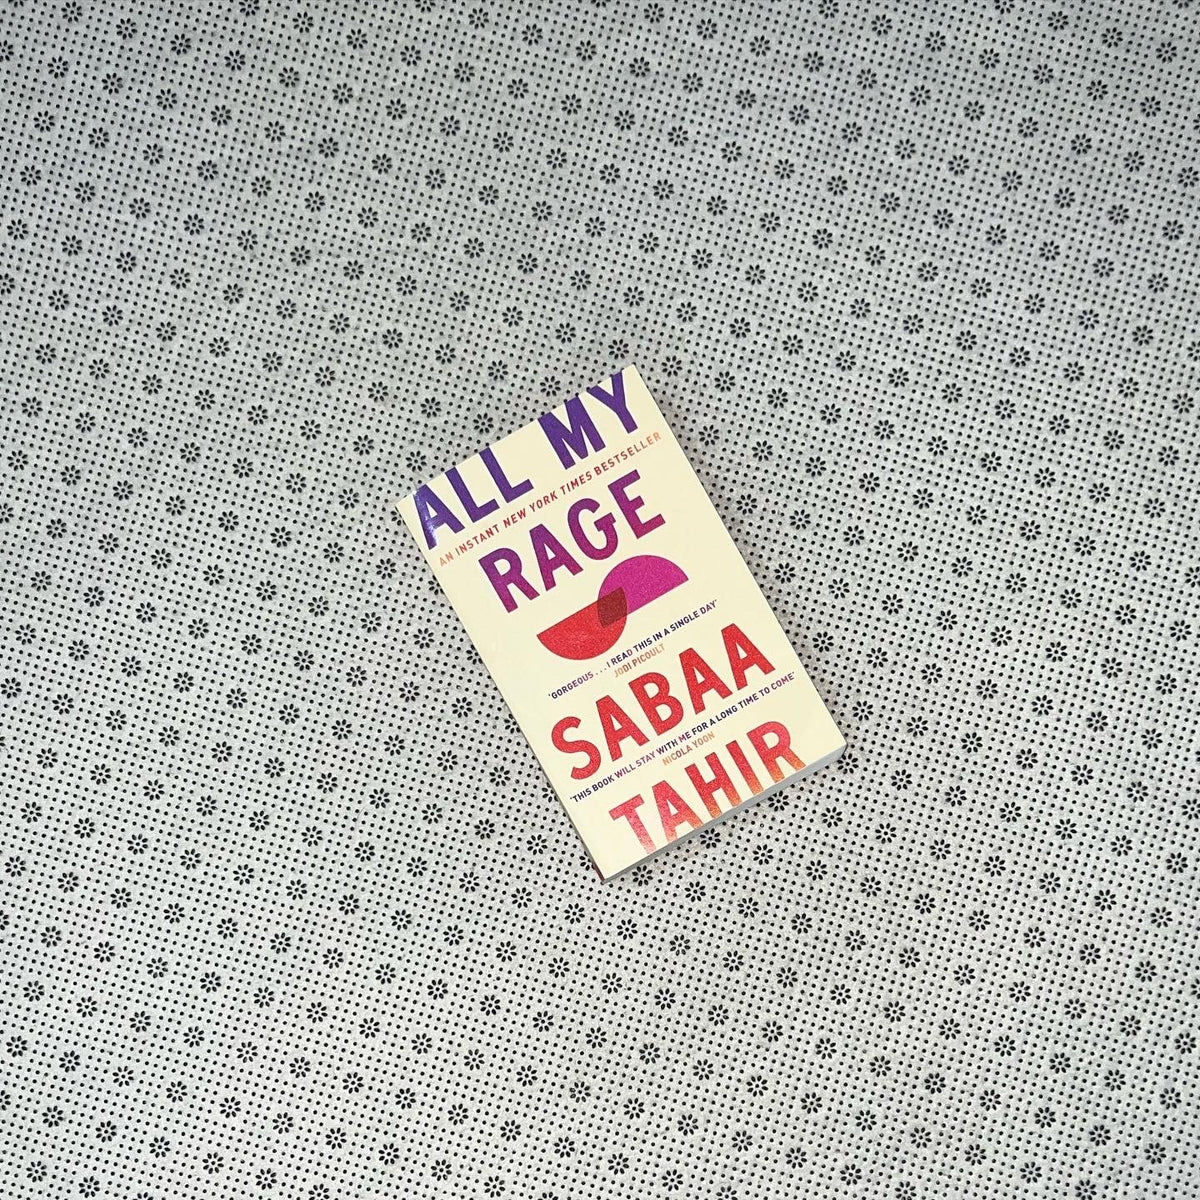 ALL MY
AN INSTANT NEW YORK TIMES BESTSELLER
RAGE
'GORGEOUS . . . I READ THIS IN A SINGLE DAY'
JODI PICOULT
SABAA
'THIS BOOK WILL STAY WITH ME FOR A LONG TIME TO COME'
NICOLA YOON
TAHIR